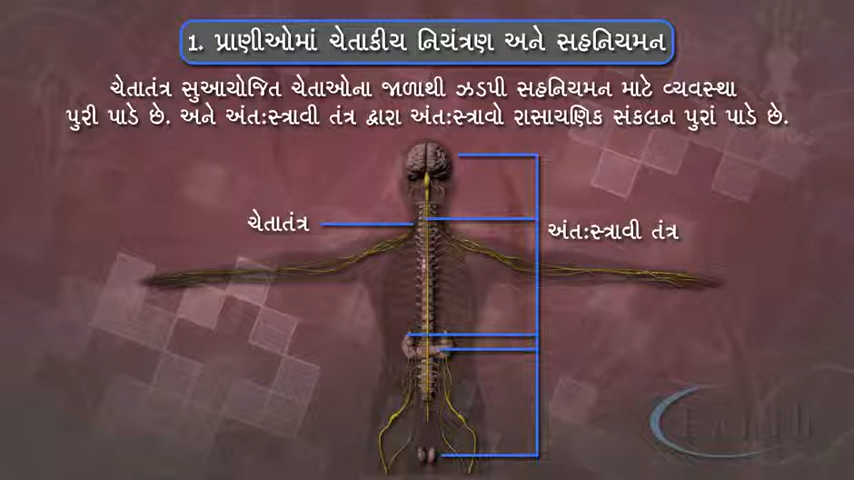 1. પ્રાણીઓમાં ચેતાકીય નિયંત્રણ અને સહનિયમન
ચેતાતંત્ર સુઆયોજિત ચેતાઓના જાળાથી ઝડપી સહનિયમન માટે વ્યવસ્થા
પુરી પાડે છે. અને અંતઃસ્ત્રાવી તંત્ર દ્વારા અંતઃસ્ત્રાવો રાસાયણિક સંકલન પુરાં પાડે છે.
ચેતાતંત્ર
અંતઃસ્ત્રાવી તંત્ર